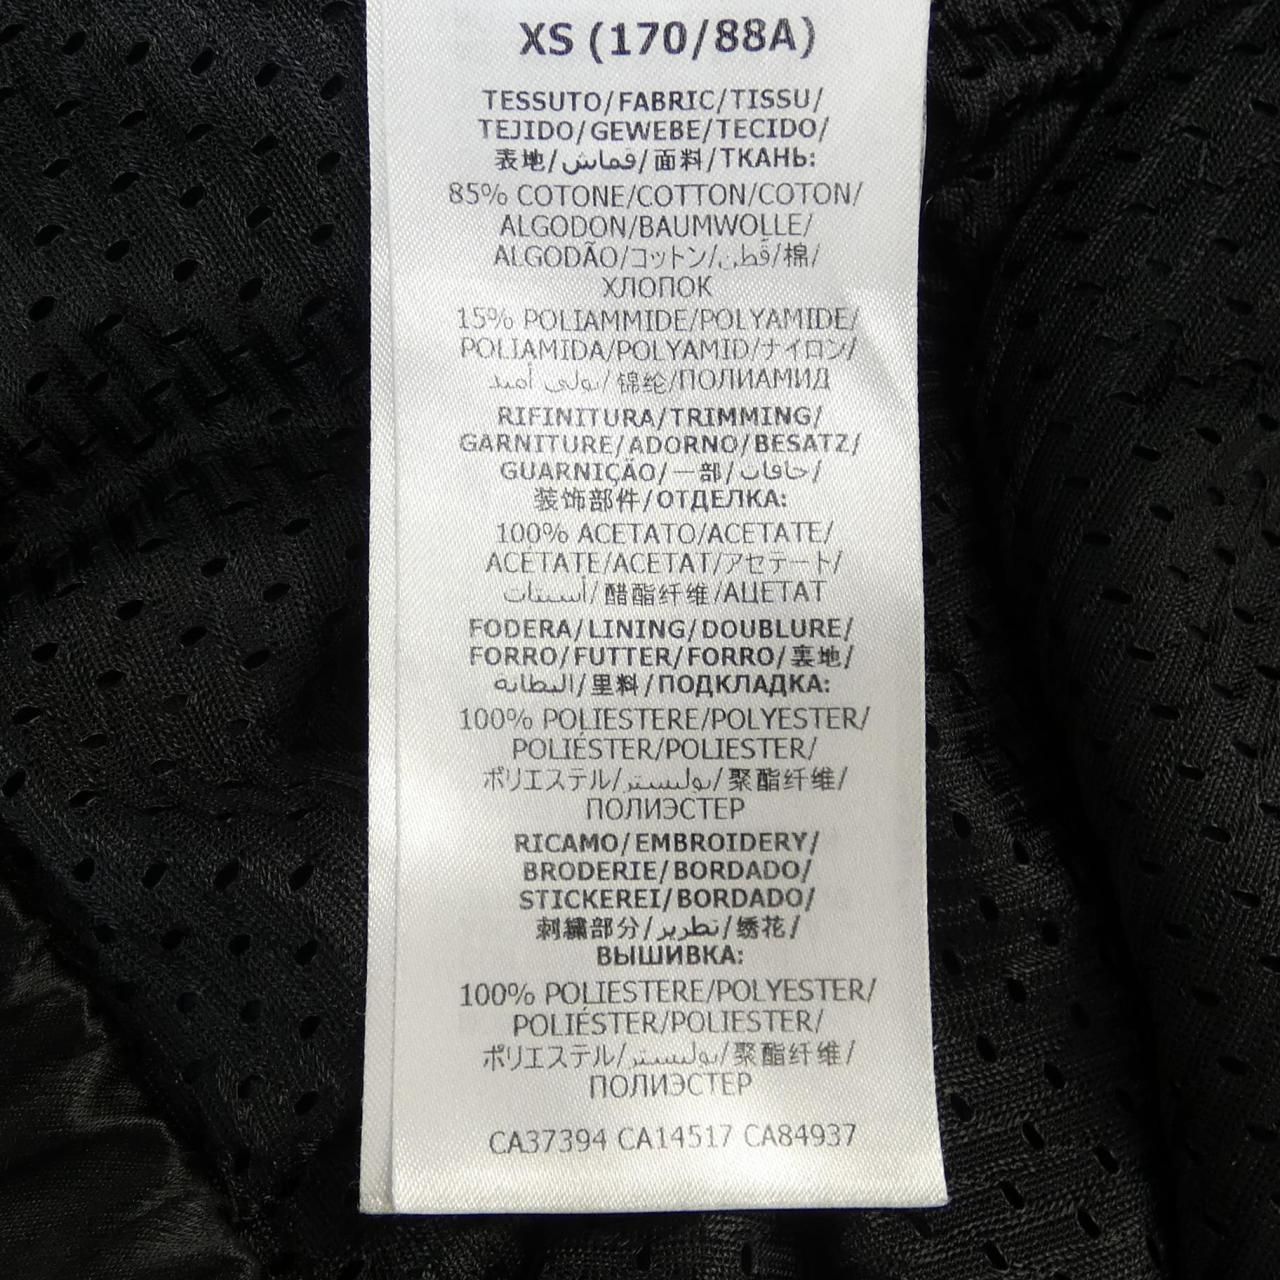 XS (170/88A)
TESSUTO/FABRIC/TISSU/
TEJIDO/GEWEBE/TECIDO/
表地/قماش/面料/ТКАНЬ:
85% COTONE/COTTON/COTON/
ALGODON/BAUMWOLLE/
ALGODÃO/コットン/قطن/棉/
ХЛОПОК
15% POLIAMMIDE/POLYAMIDE/
POLIAMIDA/POLYAMID/ナイロン/
بولي أميد/锦纶/ПОЛИАМИД
RIFINITURA/TRIMMING/
GARNITURE/ADORNO/BESATZ/
GUARNIÇÃO/一部/حافات/
装饰部件/ОТДЕЛКА:
100% ACETATO/ACETATE/
ACÉTATE/ACETAT/アセテート/
أسيتات/醋酯纤维/АЦЕТАТ
FODERA/LINING/DOUBLURE/
FORRO/FUTTER/FORRO/裏地/
البطانه/里料/ПОДКЛАДКА:
100% POLIESTERE/POLYESTER/
POLIÉSTER/POLIESTER/
ポリエステル/بوليستر/聚酯纤维/
ПОЛИЭСТЕР
RICAMO/EMBROIDERY/
BRODERIE/BORDADO/
STICKEREI/BORDADO/
刺繍部分/تطريز/绣花/
ВЫШИВКА:
100% POLIESTERE/POLYESTER/
POLIÉSTER/POLIESTER/
ポリエステル/بوليستر/聚酯纤维/
ПОЛИЭСТЕР
CA37394 CA14517 CA84937